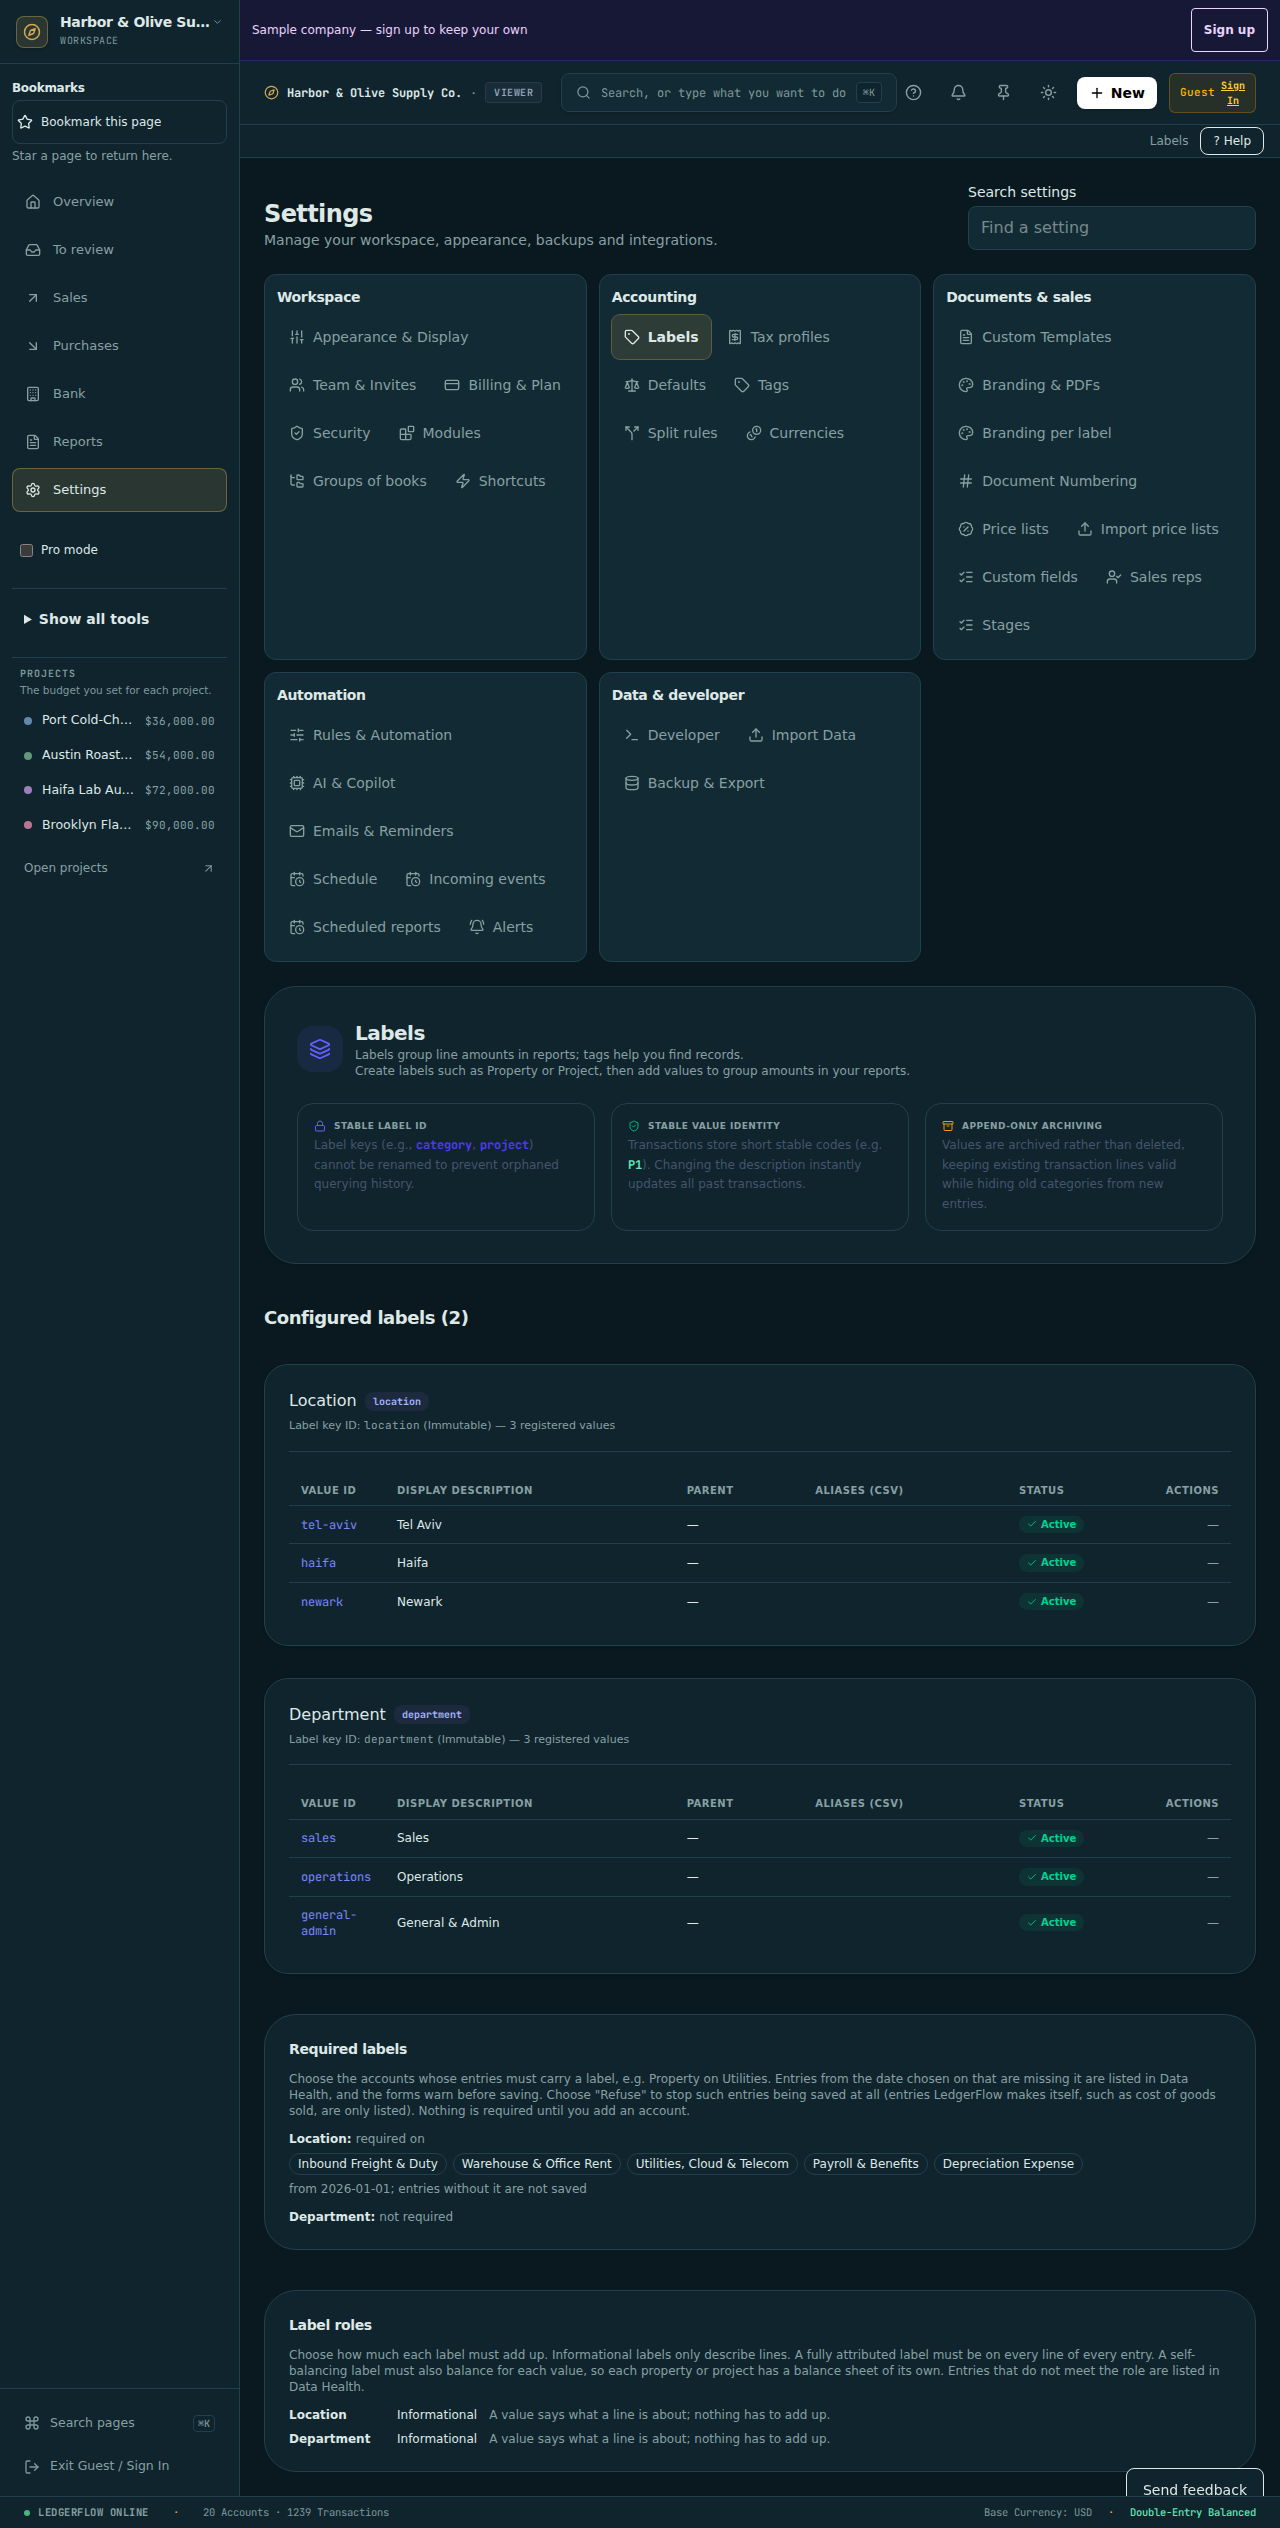 Harbor & Olive Su...
WORKSPACE
Bookmarks
Bookmark this page
Star a page to return here.
Overview
To review
Sales
Purchases
Bank
Reports
Settings
Pro mode
Show all tools
PROJECTS
The budget you set for each project.
Port Cold-Ch... $36,000.00
Austin Roast... $54,000.00
Haifa Lab Au... $72,000.00
Brooklyn Fla... $90,000.00
Open projects
Search pages ⌘K
Exit Guest / Sign In
Sample company — sign up to keep your own
Sign up
Harbor & Olive Supply Co. · VIEWER
Search, or type what you want to do ⌘K
New
Guest Sign
In
Labels ? Help
Settings
Manage your workspace, appearance, backups and integrations.
Search settings
Find a setting
Workspace
Appearance & Display
Team & Invites Billing & Plan
Security Modules
Groups of books Shortcuts
Accounting
Labels Tax profiles
Defaults Tags
Split rules Currencies
Documents & sales
Custom Templates
Branding & PDFs
Branding per label
Document Numbering
Price lists Import price lists
Custom fields Sales reps
Stages
Automation
Rules & Automation
AI & Copilot
Emails & Reminders
Schedule Incoming events
Scheduled reports Alerts
Data & developer
Developer Import Data
Backup & Export
Labels
Labels group line amounts in reports; tags help you find records.
Create labels such as Property or Project, then add values to group amounts in your reports.
STABLE LABEL ID
Label keys (e.g., category, project)
cannot be renamed to prevent orphaned
querying history.
STABLE VALUE IDENTITY
Transactions store short stable codes (e.g.
P1). Changing the description instantly
updates all past transactions.
APPEND-ONLY ARCHIVING
Values are archived rather than deleted,
keeping existing transaction lines valid
while hiding old categories from new
entries.
Configured labels (2)
Location location
Label key ID: location (Immutable) — 3 registered values
VALUE ID DISPLAY DESCRIPTION PARENT ALIASES (CSV) STATUS ACTIONS
tel-aviv Tel Aviv — Active —
haifa Haifa — Active —
newark Newark — Active —
Department department
Label key ID: department (Immutable) — 3 registered values
VALUE ID DISPLAY DESCRIPTION PARENT ALIASES (CSV) STATUS ACTIONS
sales Sales — Active —
operations Operations — Active —
general-
admin General & Admin — Active —
Required labels
Choose the accounts whose entries must carry a label, e.g. Property on Utilities. Entries from the date chosen on that are missing it are listed in Data
Health, and the forms warn before saving. Choose "Refuse" to stop such entries being saved at all (entries LedgerFlow makes itself, such as cost of goods
sold, are only listed). Nothing is required until you add an account.
Location: required on
Inbound Freight & Duty Warehouse & Office Rent Utilities, Cloud & Telecom Payroll & Benefits Depreciation Expense
from 2026-01-01; entries without it are not saved
Department: not required
Label roles
Choose how much each label must add up. Informational labels only describe lines. A fully attributed label must be on every line of every entry. A self-
balancing label must also balance for each value, so each property or project has a balance sheet of its own. Entries that do not meet the role are listed in
Data Health.
Location Informational A value says what a line is about; nothing has to add up.
Department Informational A value says what a line is about; nothing has to add up.
Send feedback
LEDGERFLOW ONLINE · 20 Accounts · 1239 Transactions
Base Currency: USD · Double-Entry Balanced